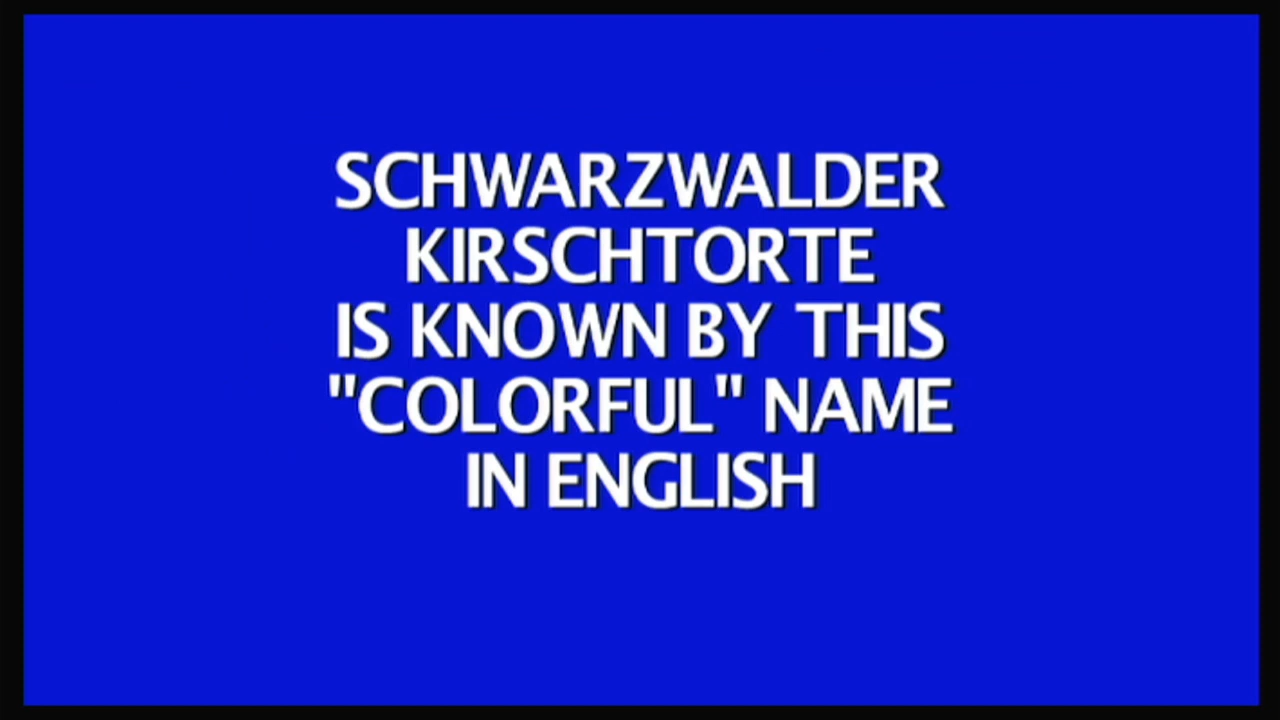 SCHWARZWALDER
KIRSCHTORTE
IS KNOWN BY THIS
"COLORFUL" NAME
IN ENGLISH